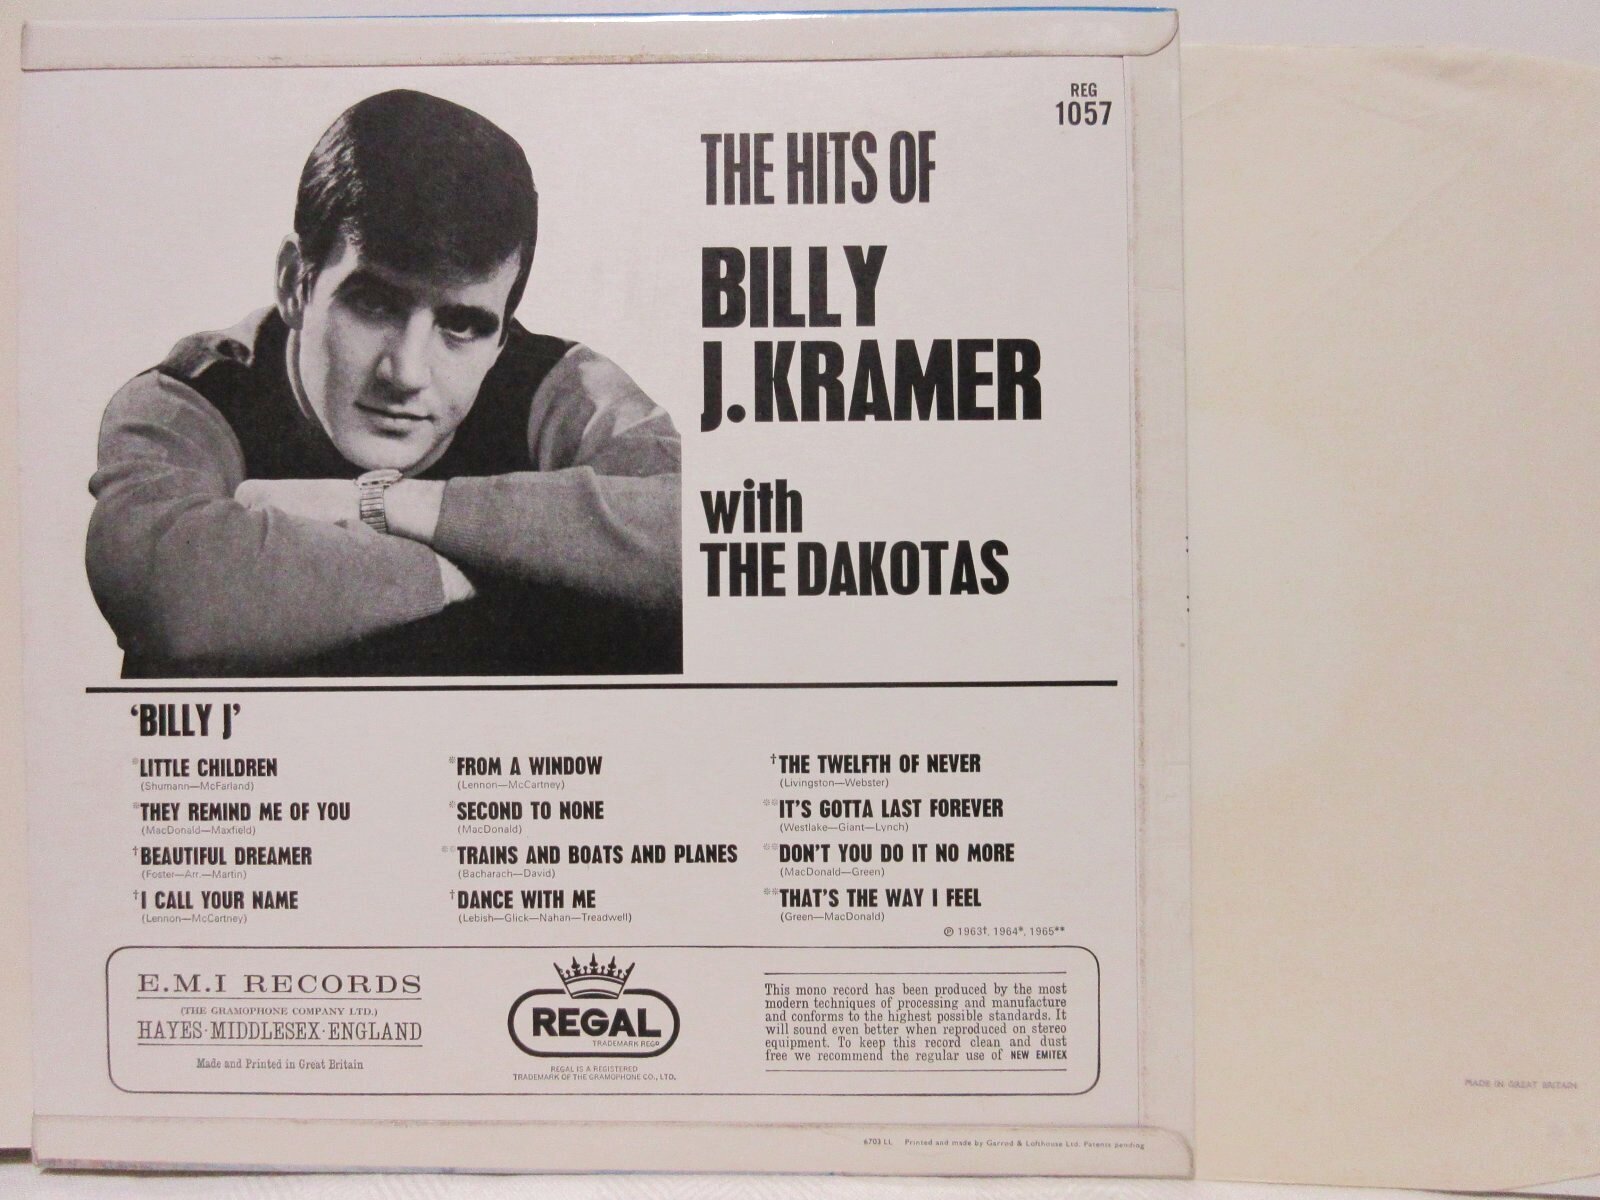 REG
1057
THE HITS OF
BILLY
J. KRAMER
with
THE DAKOTAS
'BILLY J'
*LITTLE CHILDREN
(Shumann—McFarland)
*THEY REMIND ME OF YOU
(MacDonald—Maxfield)
†BEAUTIFUL DREAMER
(Foster—Arr.—Martin)
†I CALL YOUR NAME
(Lennon—McCartney)
*FROM A WINDOW
(Lennon—McCartney)
*SECOND TO NONE
(MacDonald)
**TRAINS AND BOATS AND PLANES
(Bacharach—David)
†DANCE WITH ME
(Lebish—Glick—Nahan—Treadwell)
†THE TWELFTH OF NEVER
(Livingston—Webster)
**IT'S GOTTA LAST FOREVER
(Westlake—Giant—Lynch)
**DON'T YOU DO IT NO MORE
(MacDonald—Green)
**THAT'S THE WAY I FEEL
(Green—MacDonald)
℗ 1963†, 1964*, 1965**
E.M.I RECORDS
(THE GRAMOPHONE COMPANY LTD.)
HAYES·MIDDLESEX·ENGLAND
Made and Printed in Great Britain
REGAL
TRADEMARK REGD
REGAL IS A REGISTERED
TRADEMARK OF THE GRAMOPHONE CO., LTD.
This mono record has been produced by the most
modern techniques of processing and manufacture
and conforms to the highest possible standards. It
will sound even better when reproduced on stereo
equipment. To keep this record clean and dust
free we recommend the regular use of NEW EMITEX
6703 LL Printed and made by Garrod & Lofthouse Ltd. Patents pending
MADE IN GREAT BRITAIN